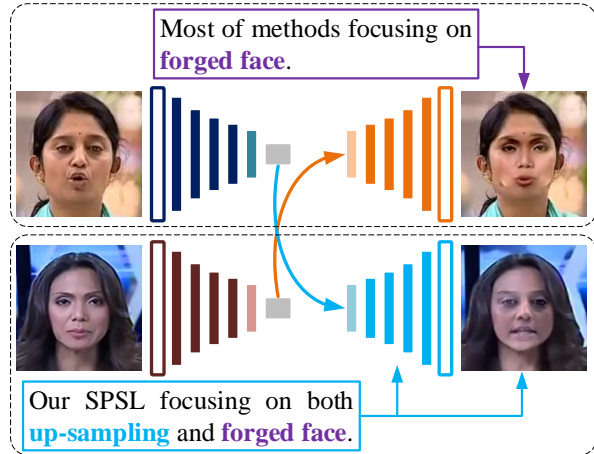 Most of methods focusing on
forged face.
Our SPSL focusing on both
up-sampling and forged face.